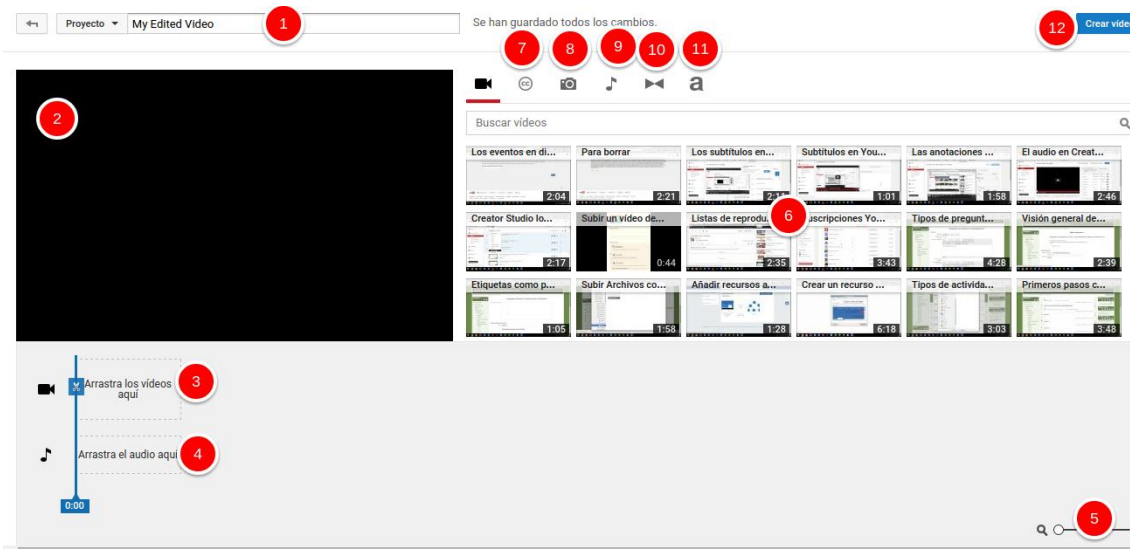 Proyecto My Edited Video 1 Se han guardado todos los cambios. 12 Crear víde
7 8 9 10 11
cc a
2
Buscar vídeos
Los eventos en di... Para borrar Los subtítulos en... Subtítulos en You... Las anotaciones ... El audio en Creat...
2:04 2:21 1:01 1:58 2:46
Creator Studio lo... Subir un vídeo de... Listas de reprodu 6 uscripciones Yo... Tipos de pregunt... Visión general de...
2:17 0:44 2:35 3:43 4:28 2:39
Etiquetas como p... Subir Archivos co... Añadir recursos a... Crear un recurso ... Tipos de activida... Primeros pasos c...
1:05 1:58 1:28 6:18 3:03 3:48
Arrastra los vídeos 3
aquí
Arrastra el audio aquí 4
0:00
5